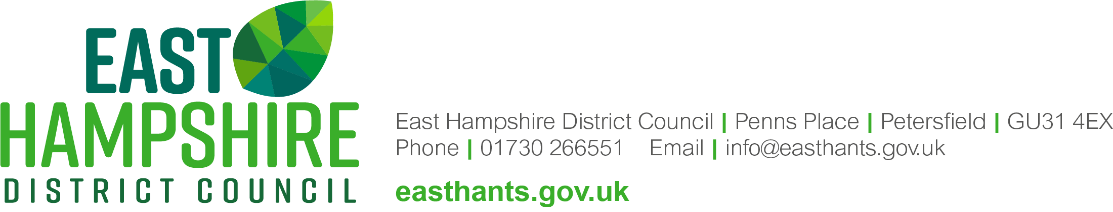 EAST
HAMPSHIRE
DISTRICT COUNCIL
East Hampshire District Council | Penns Place | Petersfield | GU31 4EX
Phone | 01730 266551 Email | info@easthants.gov.uk
easthants.gov.uk